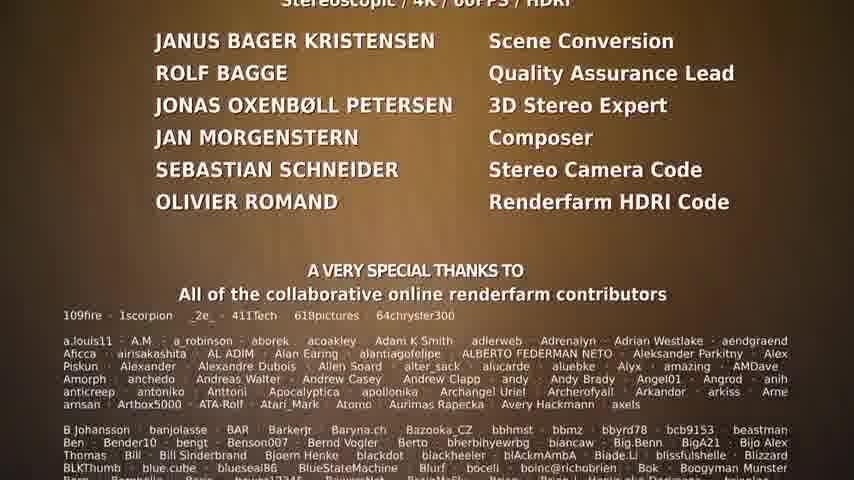 Stereoscopic / 4K / 60FPS / HDRI
JANUS BAGER KRISTENSEN Scene Conversion
ROLF BAGGE Quality Assurance Lead
JONAS OXENBØLL PETERSEN 3D Stereo Expert
JAN MORGENSTERN Composer
SEBASTIAN SCHNEIDER Stereo Camera Code
OLIVIER ROMAND Renderfarm HDRI Code
A VERY SPECIAL THANKS TO
All of the collaborative online renderfarm contributors
109fire · 1scorpion · _2e_ · 411Tech · 618pictures · 64chrysler300
a.louis11 · A.M. · a_robinson · aborek · acoakley · Adam K Smith · adlerweb · Adrenalyn · Adrian Westlake · aendgraend
Aficca · airisakashita · AL ADIM · Alan Earing · alantiagofelipe · ALBERTO FEDERMAN NETO · Aleksander Parkitny · Alex
Piskun · Alexander · Alexandre Dubois · Allen Soard · alter_sack · alucarde · aluebke · Alyx · amazing · AMDave
Amorph · anchedo · Andreas Walter · Andrew Casey · Andrew Clapp · andy · Andy Brady · Angel01 · Angrod · anih
anticreep · antoniko · Anttoni · Apocalyptica · apollonika · Archangel Uriel · Archerofail · Arkandor · arkiss · Arne
arnsan · Artbox5000 · ATA-Rolf · Atari_Mark · Atomo · Aurimas Rapecka · Avery Hackmann · axels
B Johansson · banjolasse · BAR · BarkerJr · Baryna.ch · Bazooka_CZ · bbhmst · bbmz · bbyrd78 · bcb9153 · beastman
Ben · Bender10 · bengt · Benson007 · Bernd Vogler · Berto · bherbihyewrbg · biancaw · Big.Benn · BigA21 · Bijo Alex
Thomas · Bill · Bill Sinderbrand · Bjoern Henke · blackdot · blackheeler · blAckmAmbA · Blade.Li · blissfulshelle · Blizzard
BLKThumb · blue.cube · blueseal86 · BlueStateMachine · Blurf · boceli · boinc@richobrien · Bok · Boogyman Munster